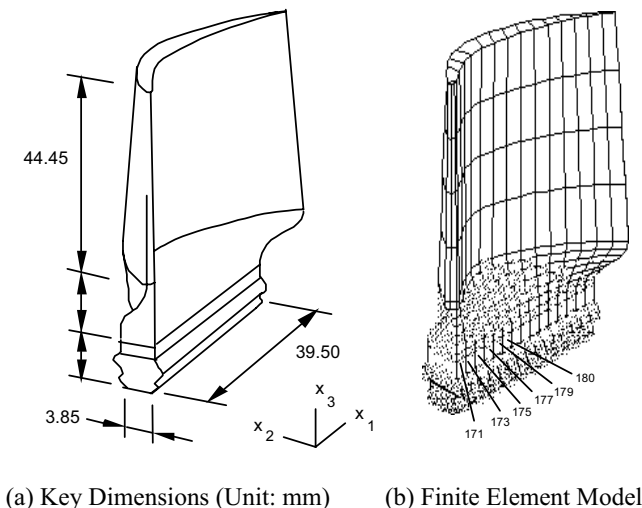 44.45
39.50
3.85
x3
x2
x1
180
179
177
175
173
171
(a) Key Dimensions (Unit: mm)
(b) Finite Element Model